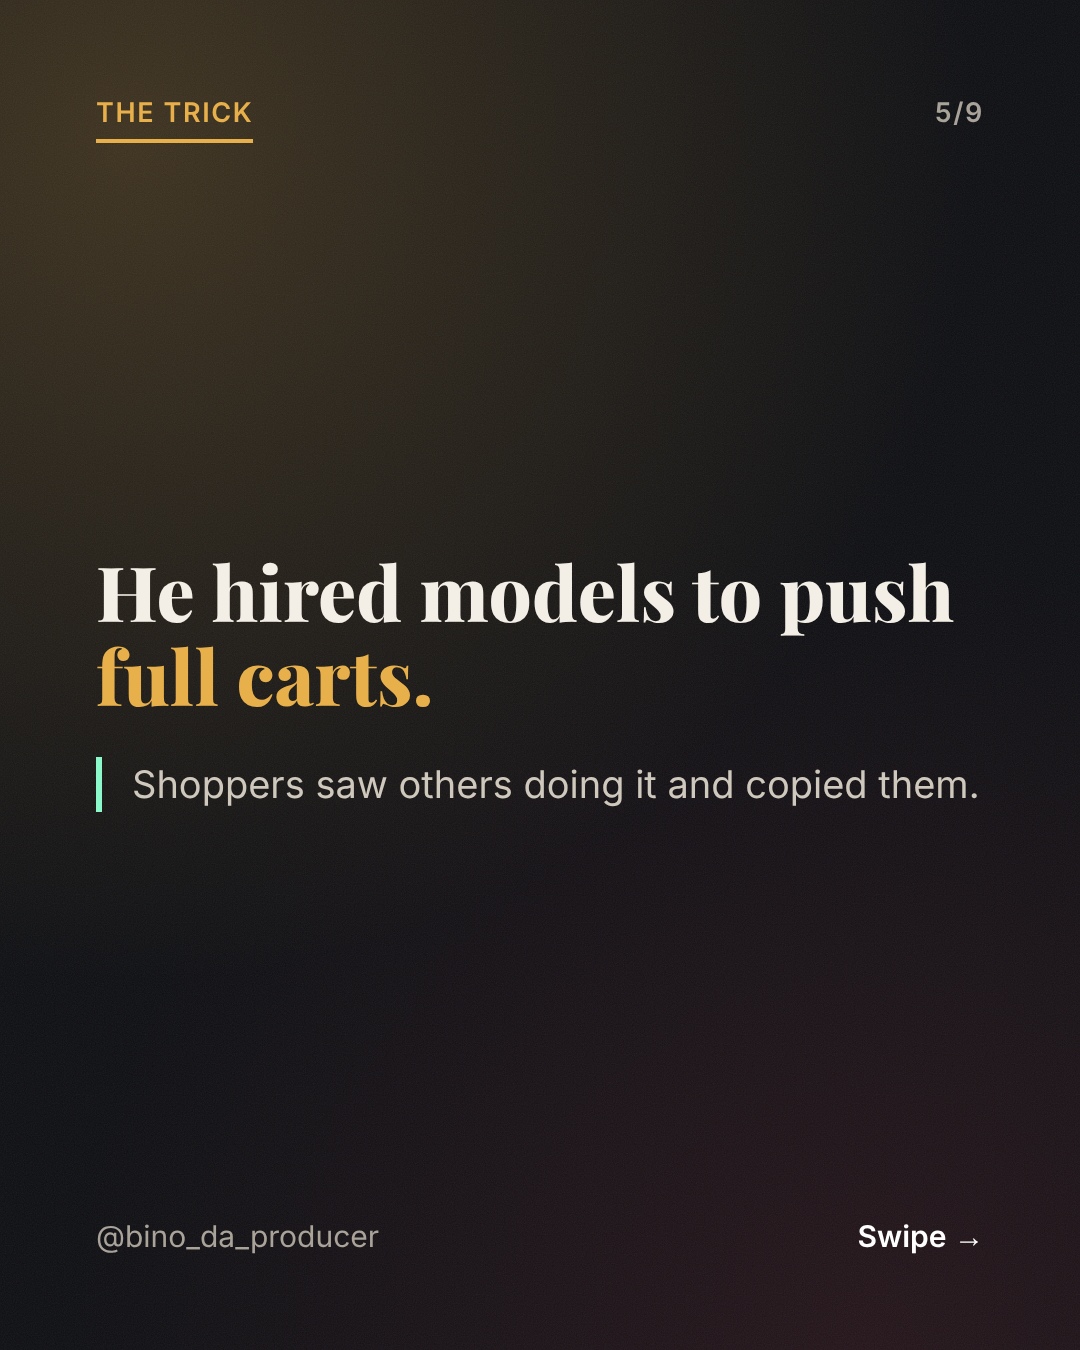 THE TRICK
5/9
He hired models to push
full carts.
Shoppers saw others doing it and copied them.
@bino_da_producer
Swipe →